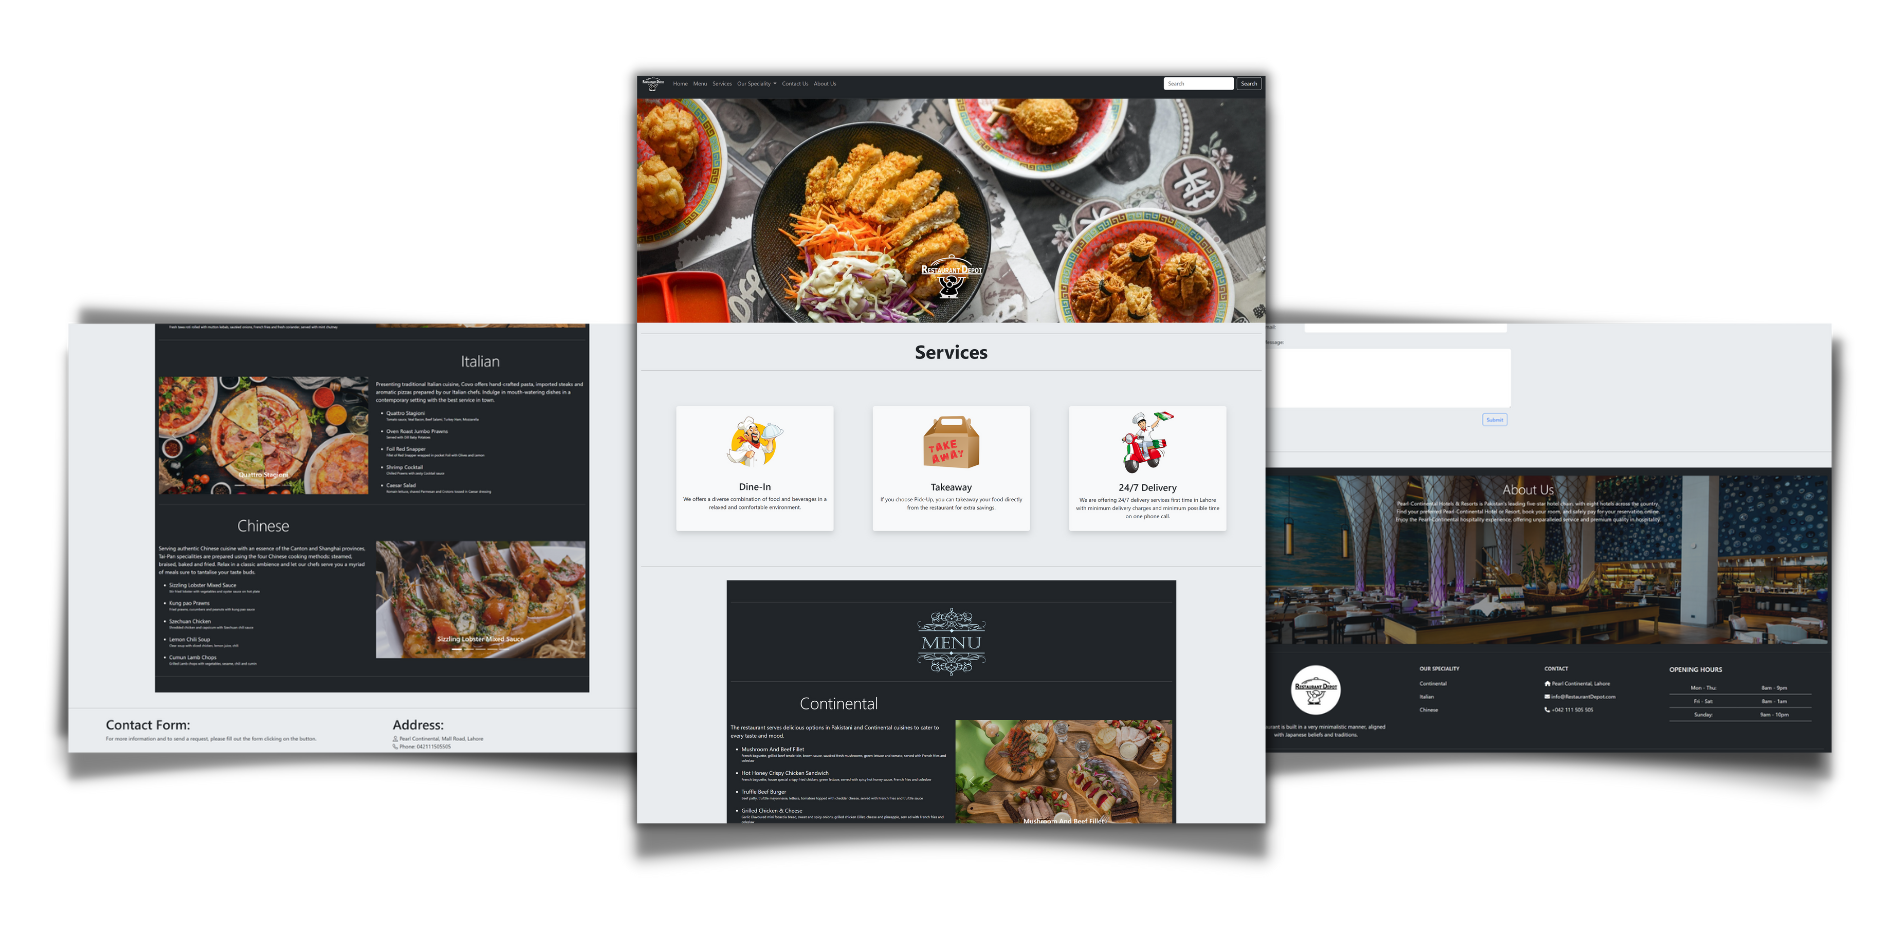 RESTAURANT DEPOT
Home Menu Services Our Speciality Contact Us About Us
Search
Search
RESTAURANT DEPOT
Services
Dine-In
We offers a diverse combination of food and beverages in a
relaxed and comfortable environment.
TAKE
AWAY
Takeaway
If you choose Pick-Up, you can takeaway your food directly
from the restaurant for extra savings.
24/7 Delivery
We are offering 24/7 delivery services first time in Lahore
with minimum delivery charges and minimum possible time
on one phone call.
MENU
Continental
The restaurant serves delicious options in Pakistani and Continental cuisines to cater to
every taste and mood.
Mushroom And Beef Fillet
Hot Honey Crispy Chicken Sandwich
Truffle Beef Burger
Grilled Chicken & Cheese
Mushroom And Beef Fillet
Italian
Presenting traditional Italian cuisine, Covo offers hand-crafted pasta, imported steaks and
aromatic pizzas prepared by our Italian chefs. Indulge in mouth-watering dishes in a
contemporary setting with the best service in town.
Quattro Stagioni
Oven Roast Jumbo Prawns
Served with Dill Baby Potatoes
Foil Red Snapper
Shrimp Cocktail
Grilled Prawns with zesty Cocktail sauce
Caesar Salad
Quattro Stagioni
Chinese
Serving authentic Chinese cuisine with an essence of the Canton and Shanghai provinces,
Tai-Pan specialities are prepared using the four Chinese cooking methods: steamed,
braised, baked and fried. Relax in a classic ambience and let our chefs serve you a myriad
of meals sure to tantalise your taste buds.
Sizzling Lobster Mixed Sauce
Kung pao Prawns
Szechuan Chicken
Lemon Chili Soup
Cumun Lamb Chops
Sizzling Lobster Mixed Sauce
Contact Form:
For more information and to send a request, please fill out the form clicking on the button.
Address:
Pearl Continental, Mall Road, Lahore
Phone: 042111505505
Submit
About Us
Pearl-Continental Hotels & Resorts is Pakistan's leading five-star hotel chain, with eight hotels across the country.
Find your preferred Pearl-Continental Hotel or Resort, book your room, and safely pay for your reservation online.
Enjoy the Pearl-Continental hospitality experience, offering unparalleled service and premium quality in hospitality.
RESTAURANT DEPOT
is built in a very minimalistic manner, aligned
with Japanese beliefs and traditions.
OUR SPECIALITY
Continental
Italian
Chinese
CONTACT
Pearl Continental, Lahore
info@RestaurantDepot.com
+042 111 505 505
OPENING HOURS
Mon - Thu: 8am - 9pm
Fri - Sat: 8am - 1am
Sunday: 9am - 10pm